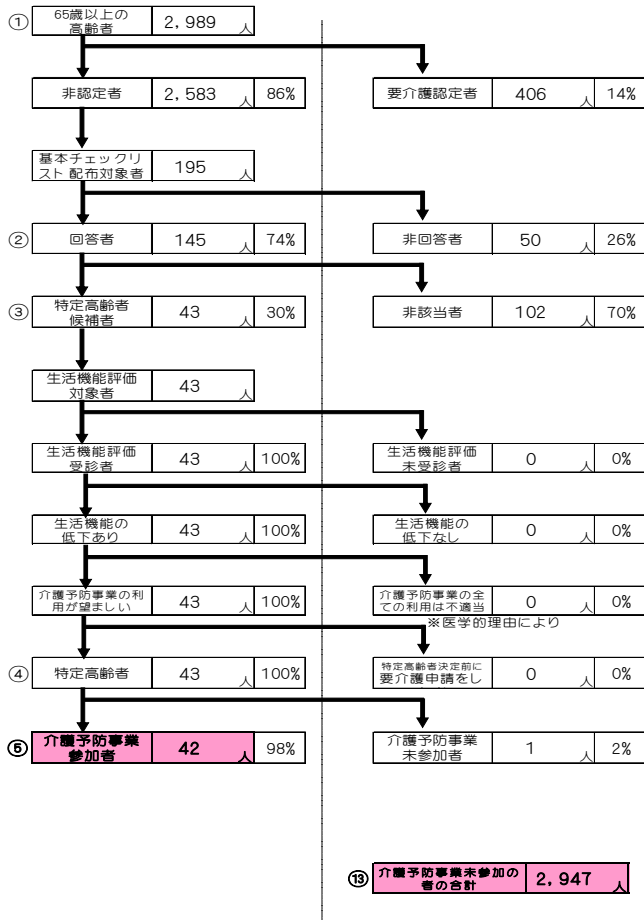 ① 65歳以上の
高齢者 2,989 人
非認定者 2,583 人 86% 要介護認定者 406 人 14%
基本チェックリ
スト配布対象者 195 人
② 回答者 145 人 74% 非回答者 50 人 26%
③ 特定高齢者
候補者 43 人 30% 非該当者 102 人 70%
生活機能評価
対象者 43 人
生活機能評価
受診者 43 人 100% 生活機能評価
未受診者 0 人 0%
生活機能の
低下あり 43 人 100% 生活機能の
低下なし 0 人 0%
介護予防事業の利
用が望ましい 43 人 100% 介護予防事業の全
ての利用は不適当 0 人 0%
※医学的理由により
④ 特定高齢者 43 人 100% 特定高齢者決定前に
要介護申請をし 0 人 0%
⑤ 介護予防事業
参加者 42 人 98% 介護予防事業
未参加者 1 人 2%
⑬ 介護予防事業未参加の
者の合計 2,947 人